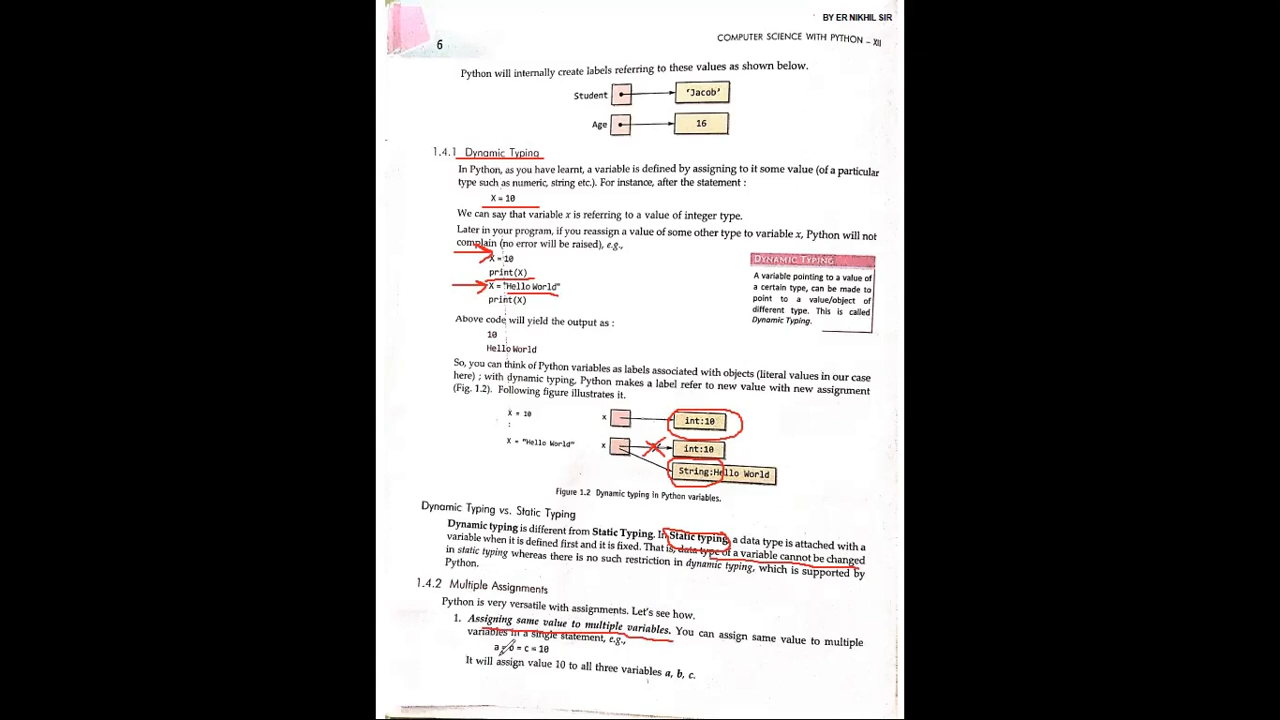 BY ER NIKHIL SIR
6
COMPUTER SCIENCE WITH PYTHON – XII
Python will internally create labels referring to these values as shown below.
Student
'Jacob'
Age
16
1.4.1 Dynamic Typing
In Python, as you have learnt, a variable is defined by assigning to it some value (of a particular
type such as numeric, string etc.). For instance, after the statement :
X = 10
We can say that variable x is referring to a value of integer type.
Later in your program, if you reassign a value of some other type to variable x, Python will not
complain (no error will be raised), e.g.,
X = 10
print(X)
X = "Hello World"
print(X)
DYNAMIC TYPING
A variable pointing to a value of
a certain type, can be made to
point to a value/object of
different type. This is called
Dynamic Typing.
Above code will yield the output as :
10
Hello World
So, you can think of Python variables as labels associated with objects (literal values in our case
here) ; with dynamic typing, Python makes a label refer to new value with new assignment
(Fig. 1.2). Following figure illustrates it.
X = 10
x
int:10
:
X = "Hello World"
x
int:10
String:Hello World
Figure 1.2 Dynamic typing in Python variables.
Dynamic Typing vs. Static Typing
Dynamic typing is different from Static Typing. In Static typing, a data type is attached with a
variable when it is defined first and it is fixed. That is, data type of a variable cannot be changed
in static typing whereas there is no such restriction in dynamic typing, which is supported by
Python.
1.4.2 Multiple Assignments
Python is very versatile with assignments. Let's see how.
1. Assigning same value to multiple variables. You can assign same value to multiple
variables in a single statement, e.g.,
a = b = c = 10
It will assign value 10 to all three variables a, b, c.